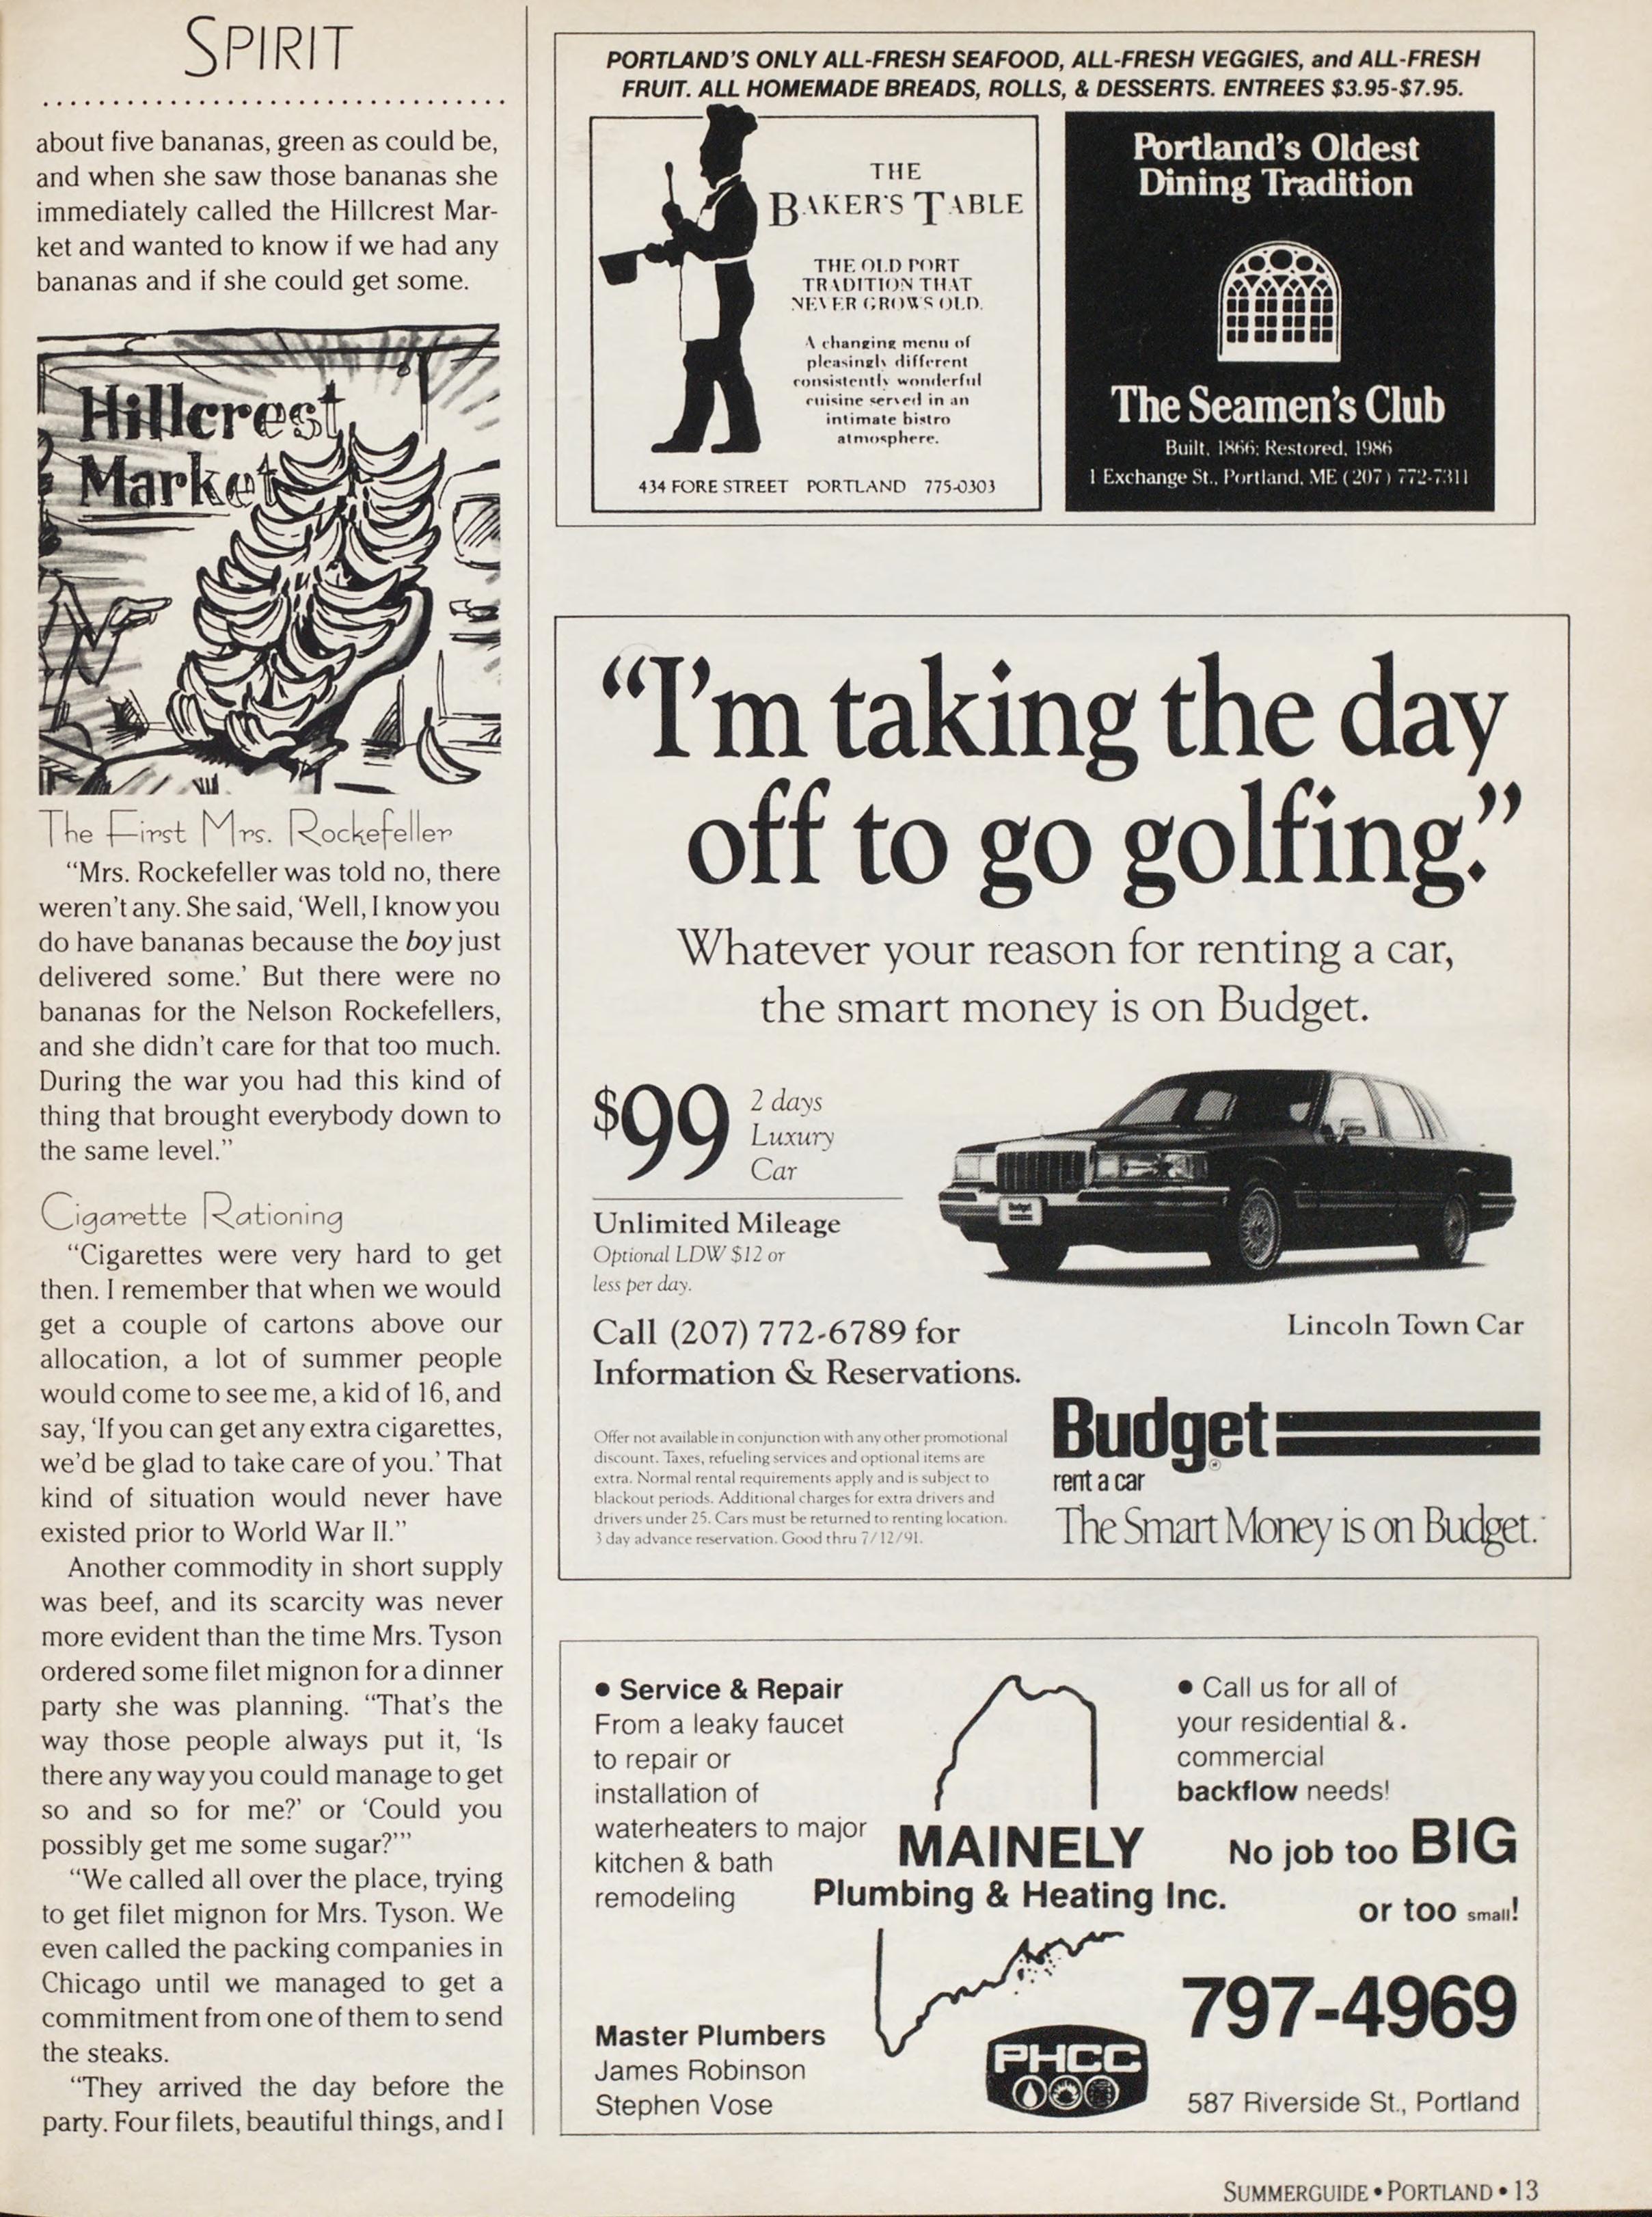 SPIRIT
about five bananas, green as could be,
and when she saw those bananas she
immediately called the Hillcrest Mar-
ket and wanted to know if we had any
bananas and if she could get some.
Hillcrest
Market
The First Mrs. Rockefeller
“Mrs. Rockefeller was told no, there
weren't any. She said, ‘Well, I know you
do have bananas because the boy just
delivered some.’ But there were no
bananas for the Nelson Rockefellers,
and she didn't care for that too much.
During the war you had this kind of
thing that brought everybody down to
the same level.”
Cigarette Rationing
“Cigarettes were very hard to get
then. I remember that when we would
get a couple of cartons above our
allocation, a lot of summer people
would come to see me, a kid of 16, and
say, ‘If you can get any extra cigarettes,
we'd be glad to take care of you.’ That
kind of situation would never have
existed prior to World War II.”
Another commodity in short supply
was beef, and its scarcity was never
more evident than the time Mrs. Tyson
ordered some filet mignon for a dinner
party she was planning. “That's the
way those people always put it, ‘Is
there any way you could manage to get
so and so for me?’ or ‘Could you
possibly get me some sugar?’”
“We called all over the place, trying
to get filet mignon for Mrs. Tyson. We
even called the packing companies in
Chicago until we managed to get a
commitment from one of them to send
the steaks.
“They arrived the day before the
party. Four filets, beautiful things, and I
PORTLAND'S ONLY ALL-FRESH SEAFOOD, ALL-FRESH VEGGIES, and ALL-FRESH
FRUIT. ALL HOMEMADE BREADS, ROLLS, & DESSERTS. ENTREES $3.95-$7.95.
THE
BAKER'S TABLE
THE OLD PORT
TRADITION THAT
NEVER GROWS OLD.
A changing menu of
pleasingly different
consistently wonderful
cuisine served in an
intimate bistro
atmosphere.
434 FORE STREET PORTLAND 775-0303
Portland's Oldest
Dining Tradition
The Seamen's Club
Built, 1866; Restored, 1986
1 Exchange St., Portland, ME (207) 772-7311
“I'm taking the day
off to go golfing.”
Whatever your reason for renting a car,
the smart money is on Budget.
$99 2 days
Luxury
Car
Unlimited Mileage
Optional LDW $12 or
less per day.
Call (207) 772-6789 for
Information & Reservations.
Lincoln Town Car
Offer not available in conjunction with any other promotional
discount. Taxes, refueling services and optional items are
extra. Normal rental requirements apply and is subject to
blackout periods. Additional charges for extra drivers and
drivers under 25. Cars must be returned to renting location.
3 day advance reservation. Good thru 7/12/91.
Budget
rent a car
The Smart Money is on Budget.
• Service & Repair
From a leaky faucet
to repair or
installation of
waterheaters to major
kitchen & bath
remodeling
• Call us for all of
your residential &
commercial
backflow needs!
MAINELY
Plumbing & Heating Inc.
No job too BIG
or too small!
Master Plumbers
James Robinson
Stephen Vose
PHCC
797-4969
587 Riverside St., Portland
SUMMERGUIDE • PORTLAND • 13